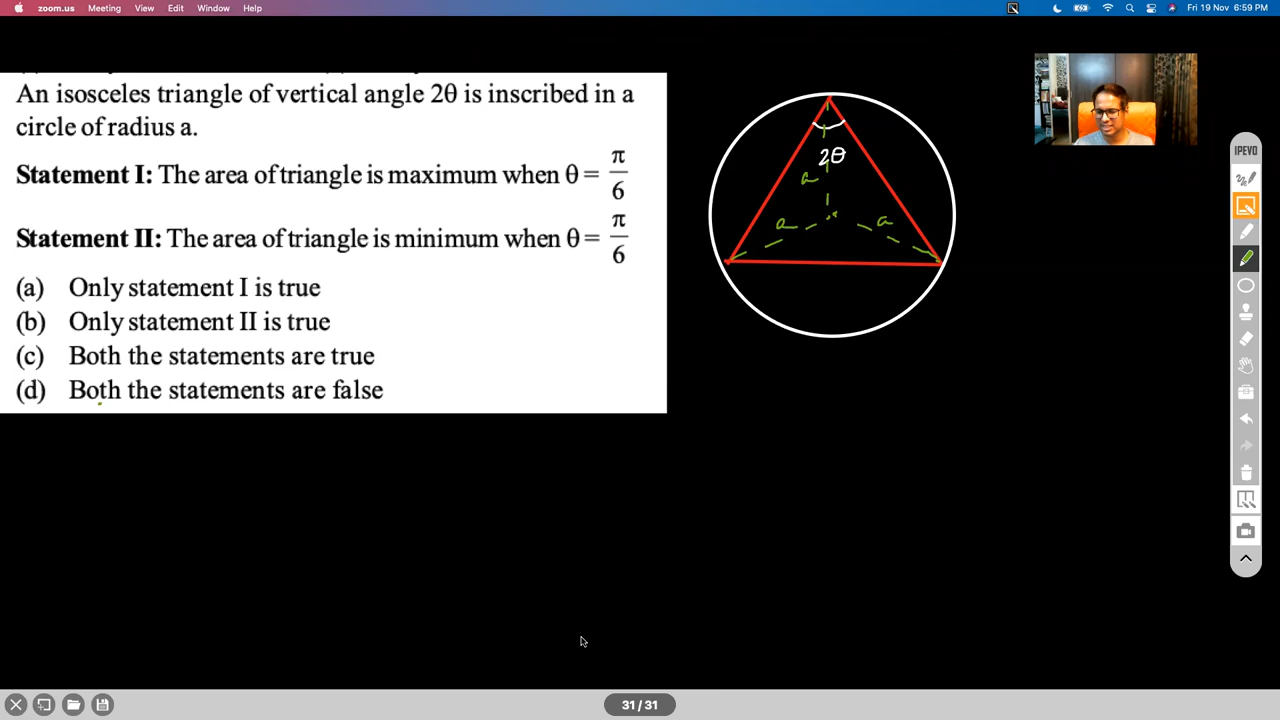 zoom.us Meeting View Edit Window Help Fri 19 Nov 6:59 PM
An isosceles triangle of vertical angle 2θ is inscribed in a
circle of radius a.
Statement I: The area of triangle is maximum when θ = π/6
Statement II: The area of triangle is minimum when θ = π/6
(a) Only statement I is true
(b) Only statement II is true
(c) Both the statements are true
(d) Both the statements are false
2θ
a
a a
IPEVO
31 / 31